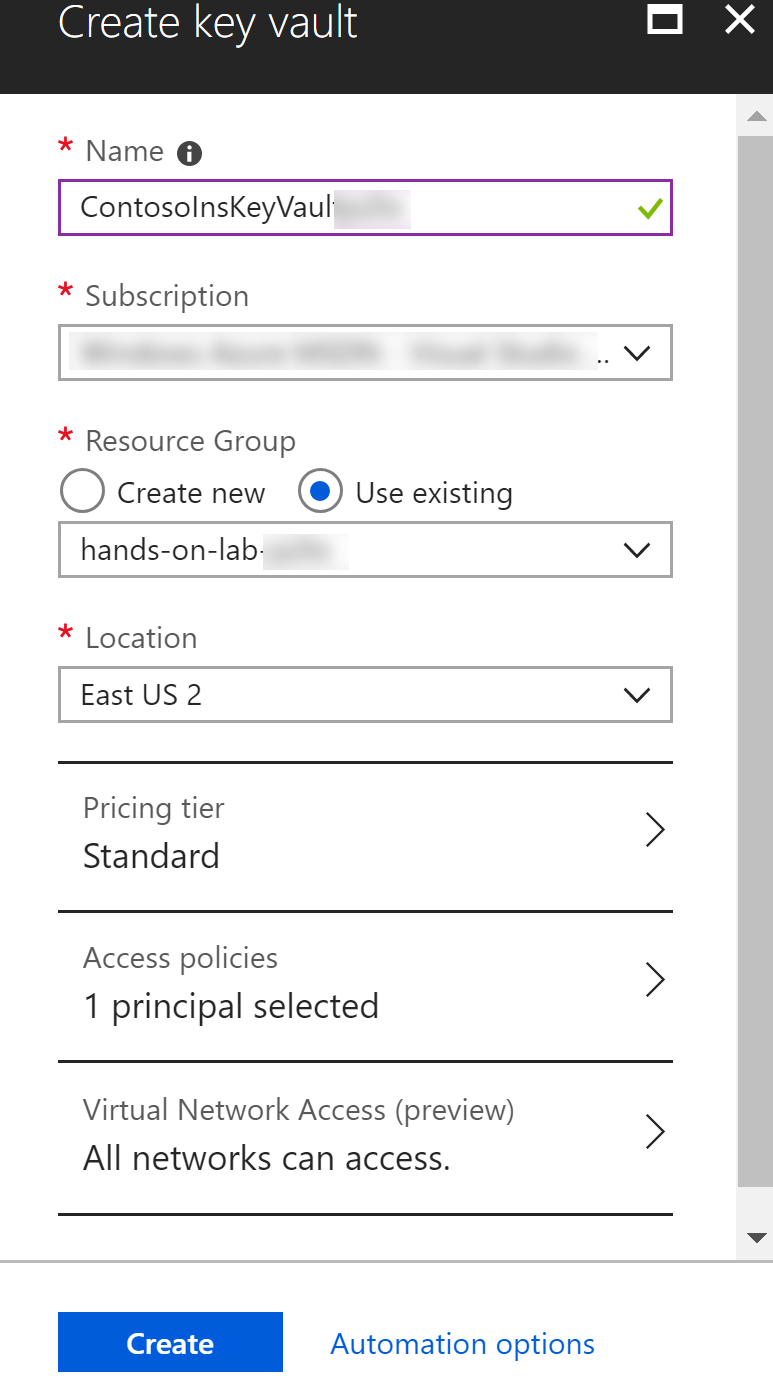 Create key vault
* Name
ContosoInsKeyVault
* Subscription
..
* Resource Group
Create new Use existing
hands-on-lab-
* Location
East US 2
Pricing tier
Standard
Access policies
1 principal selected
Virtual Network Access (preview)
All networks can access.
Create Automation options